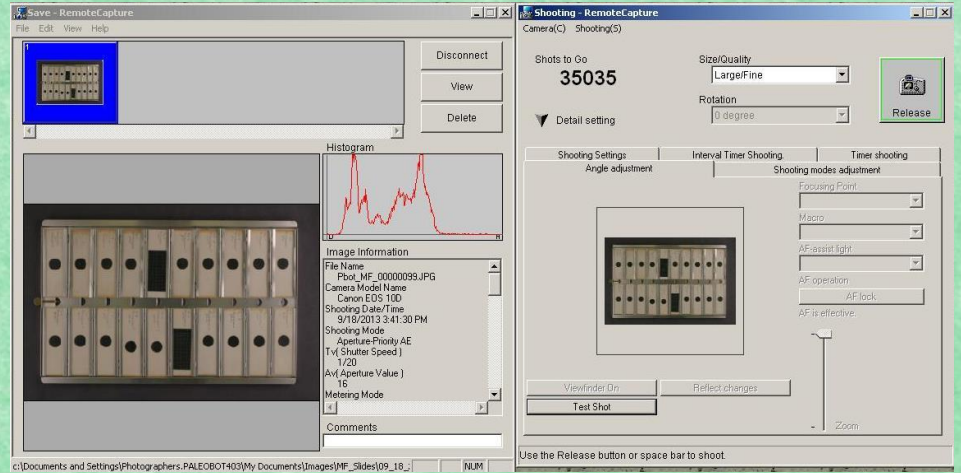 Save - RemoteCapture
File Edit View Help
1
Disconnect
View
Delete
Histogram
Image Information
File Name
Pbot_MF_00000099.JPG
Camera Model Name
Canon EOS 10D
Shooting Date/Time
9/18/2013 3:41:30 PM
Shooting Mode
Aperture-Priority AE
Tv( Shutter Speed )
1/20
Av( Aperture Value )
16
Metering Mode
Comments
c:\Documents and Settings\Photographers.PALEOBOT403\My Documents\Images\MF_Slides\09_18_
NUM
Shooting - RemoteCapture
Camera(C) Shooting(S)
Shots to Go
35035
Size/Quality
Large/Fine
Rotation
0 degree
Release
Detail setting
Shooting Settings
Interval Timer Shooting.
Timer shooting
Angle adjustment
Shooting modes adjustment
Focusing Point
Macro
AF-assist light
AF operation
AF lock
AF is effective.
Viewfinder On
Reflect changes
Test Shot
- Zoom
Use the Release button or space bar to shoot.